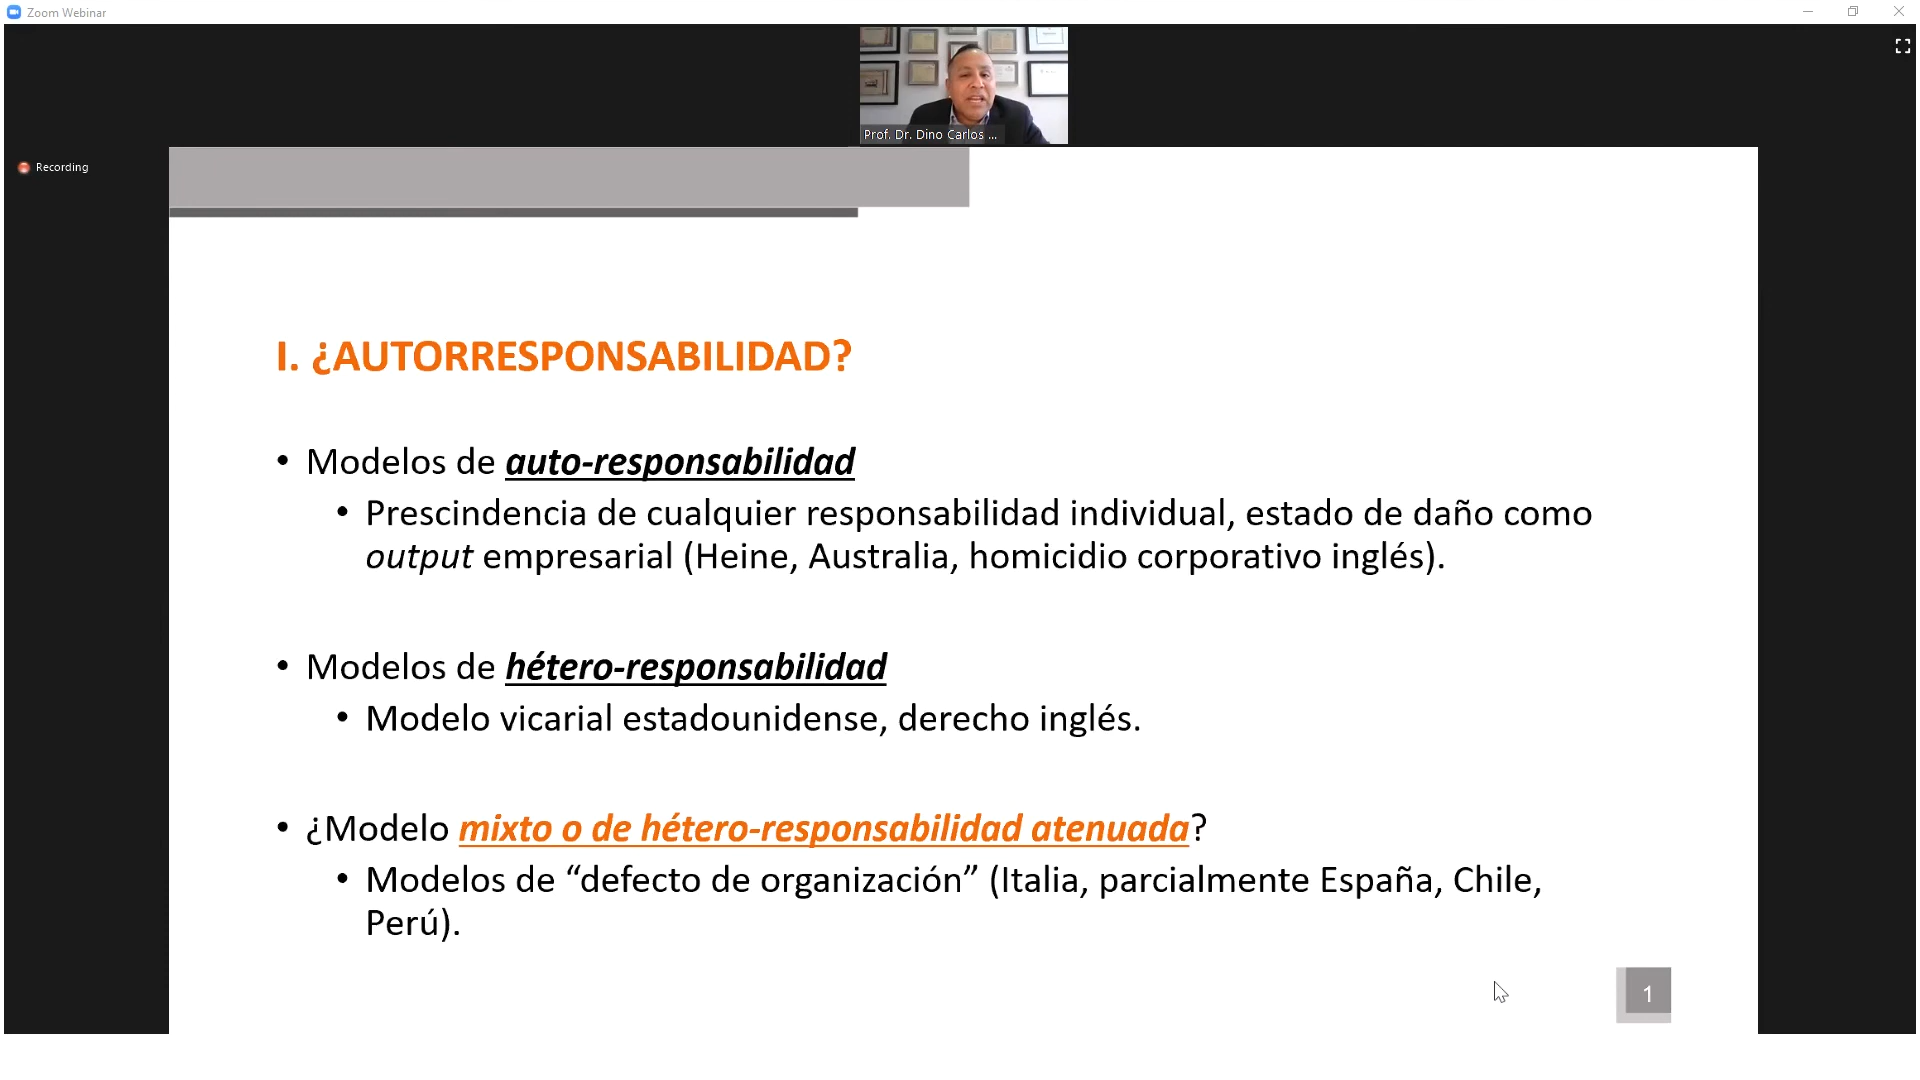 Zoom Webinar
Prof. Dr. Dino Carlos ...
Recording
I. ¿AUTORRESPONSABILIDAD?
• Modelos de auto-responsabilidad
• Prescindencia de cualquier responsabilidad individual, estado de daño como
output empresarial (Heine, Australia, homicidio corporativo inglés).
• Modelos de hétero-responsabilidad
• Modelo vicarial estadounidense, derecho inglés.
• ¿Modelo mixto o de hétero-responsabilidad atenuada?
• Modelos de “defecto de organización” (Italia, parcialmente España, Chile,
Perú).
1